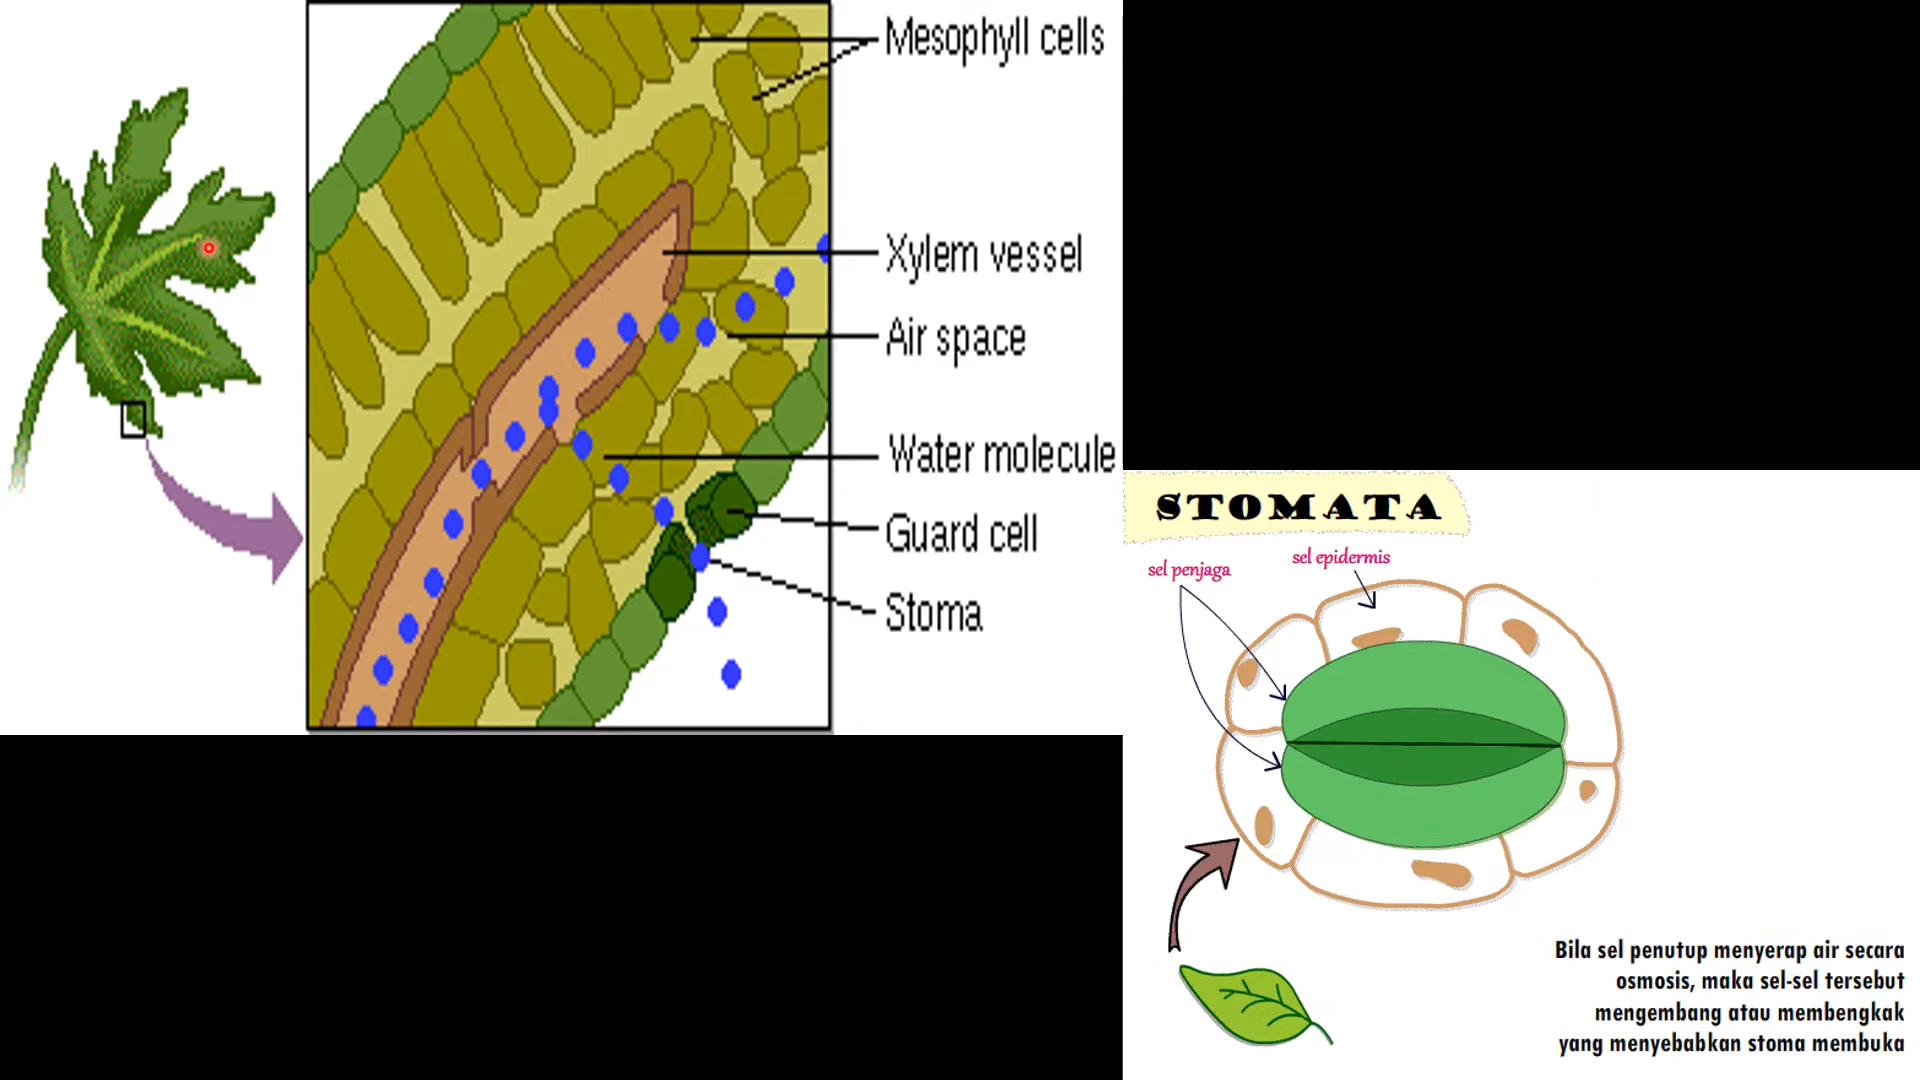 Mesophyll cells
Xylem vessel
Air space
Water molecule
Guard cell
Stoma
STOMATA
sel epidermis
sel penjaga
Bila sel penutup menyerap air secara
osmosis, maka sel-sel tersebut
mengembang atau membengkak
yang menyebabkan stoma membuka